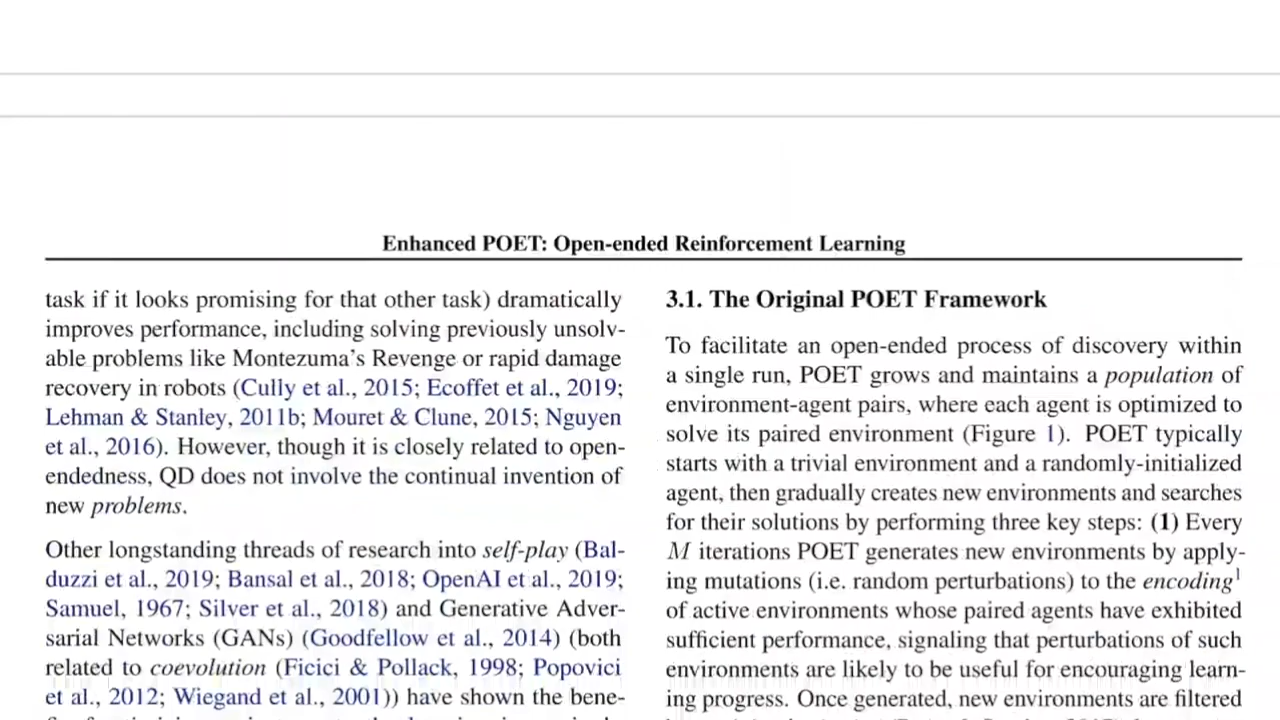 Enhanced POET: Open-ended Reinforcement Learning
task if it looks promising for that other task) dramatically
improves performance, including solving previously unsolv-
able problems like Montezuma's Revenge or rapid damage
recovery in robots (Cully et al., 2015; Ecoffet et al., 2019;
Lehman & Stanley, 2011b; Mouret & Clune, 2015; Nguyen
et al., 2016). However, though it is closely related to open-
endedness, QD does not involve the continual invention of
new problems.
Other longstanding threads of research into self-play (Bal-
duzzi et al., 2019; Bansal et al., 2018; OpenAI et al., 2019;
Samuel, 1967; Silver et al., 2018) and Generative Adver-
sarial Networks (GANs) (Goodfellow et al., 2014) (both
related to coevolution (Ficici & Pollack, 1998; Popovici
et al., 2012; Wiegand et al., 2001)) have shown the bene-
3.1. The Original POET Framework
To facilitate an open-ended process of discovery within
a single run, POET grows and maintains a population of
environment-agent pairs, where each agent is optimized to
solve its paired environment (Figure 1). POET typically
starts with a trivial environment and a randomly-initialized
agent, then gradually creates new environments and searches
for their solutions by performing three key steps: (1) Every
M iterations POET generates new environments by apply-
ing mutations (i.e. random perturbations) to the encoding¹
of active environments whose paired agents have exhibited
sufficient performance, signaling that perturbations of such
environments are likely to be useful for encouraging learn-
ing progress. Once generated, new environments are filtered